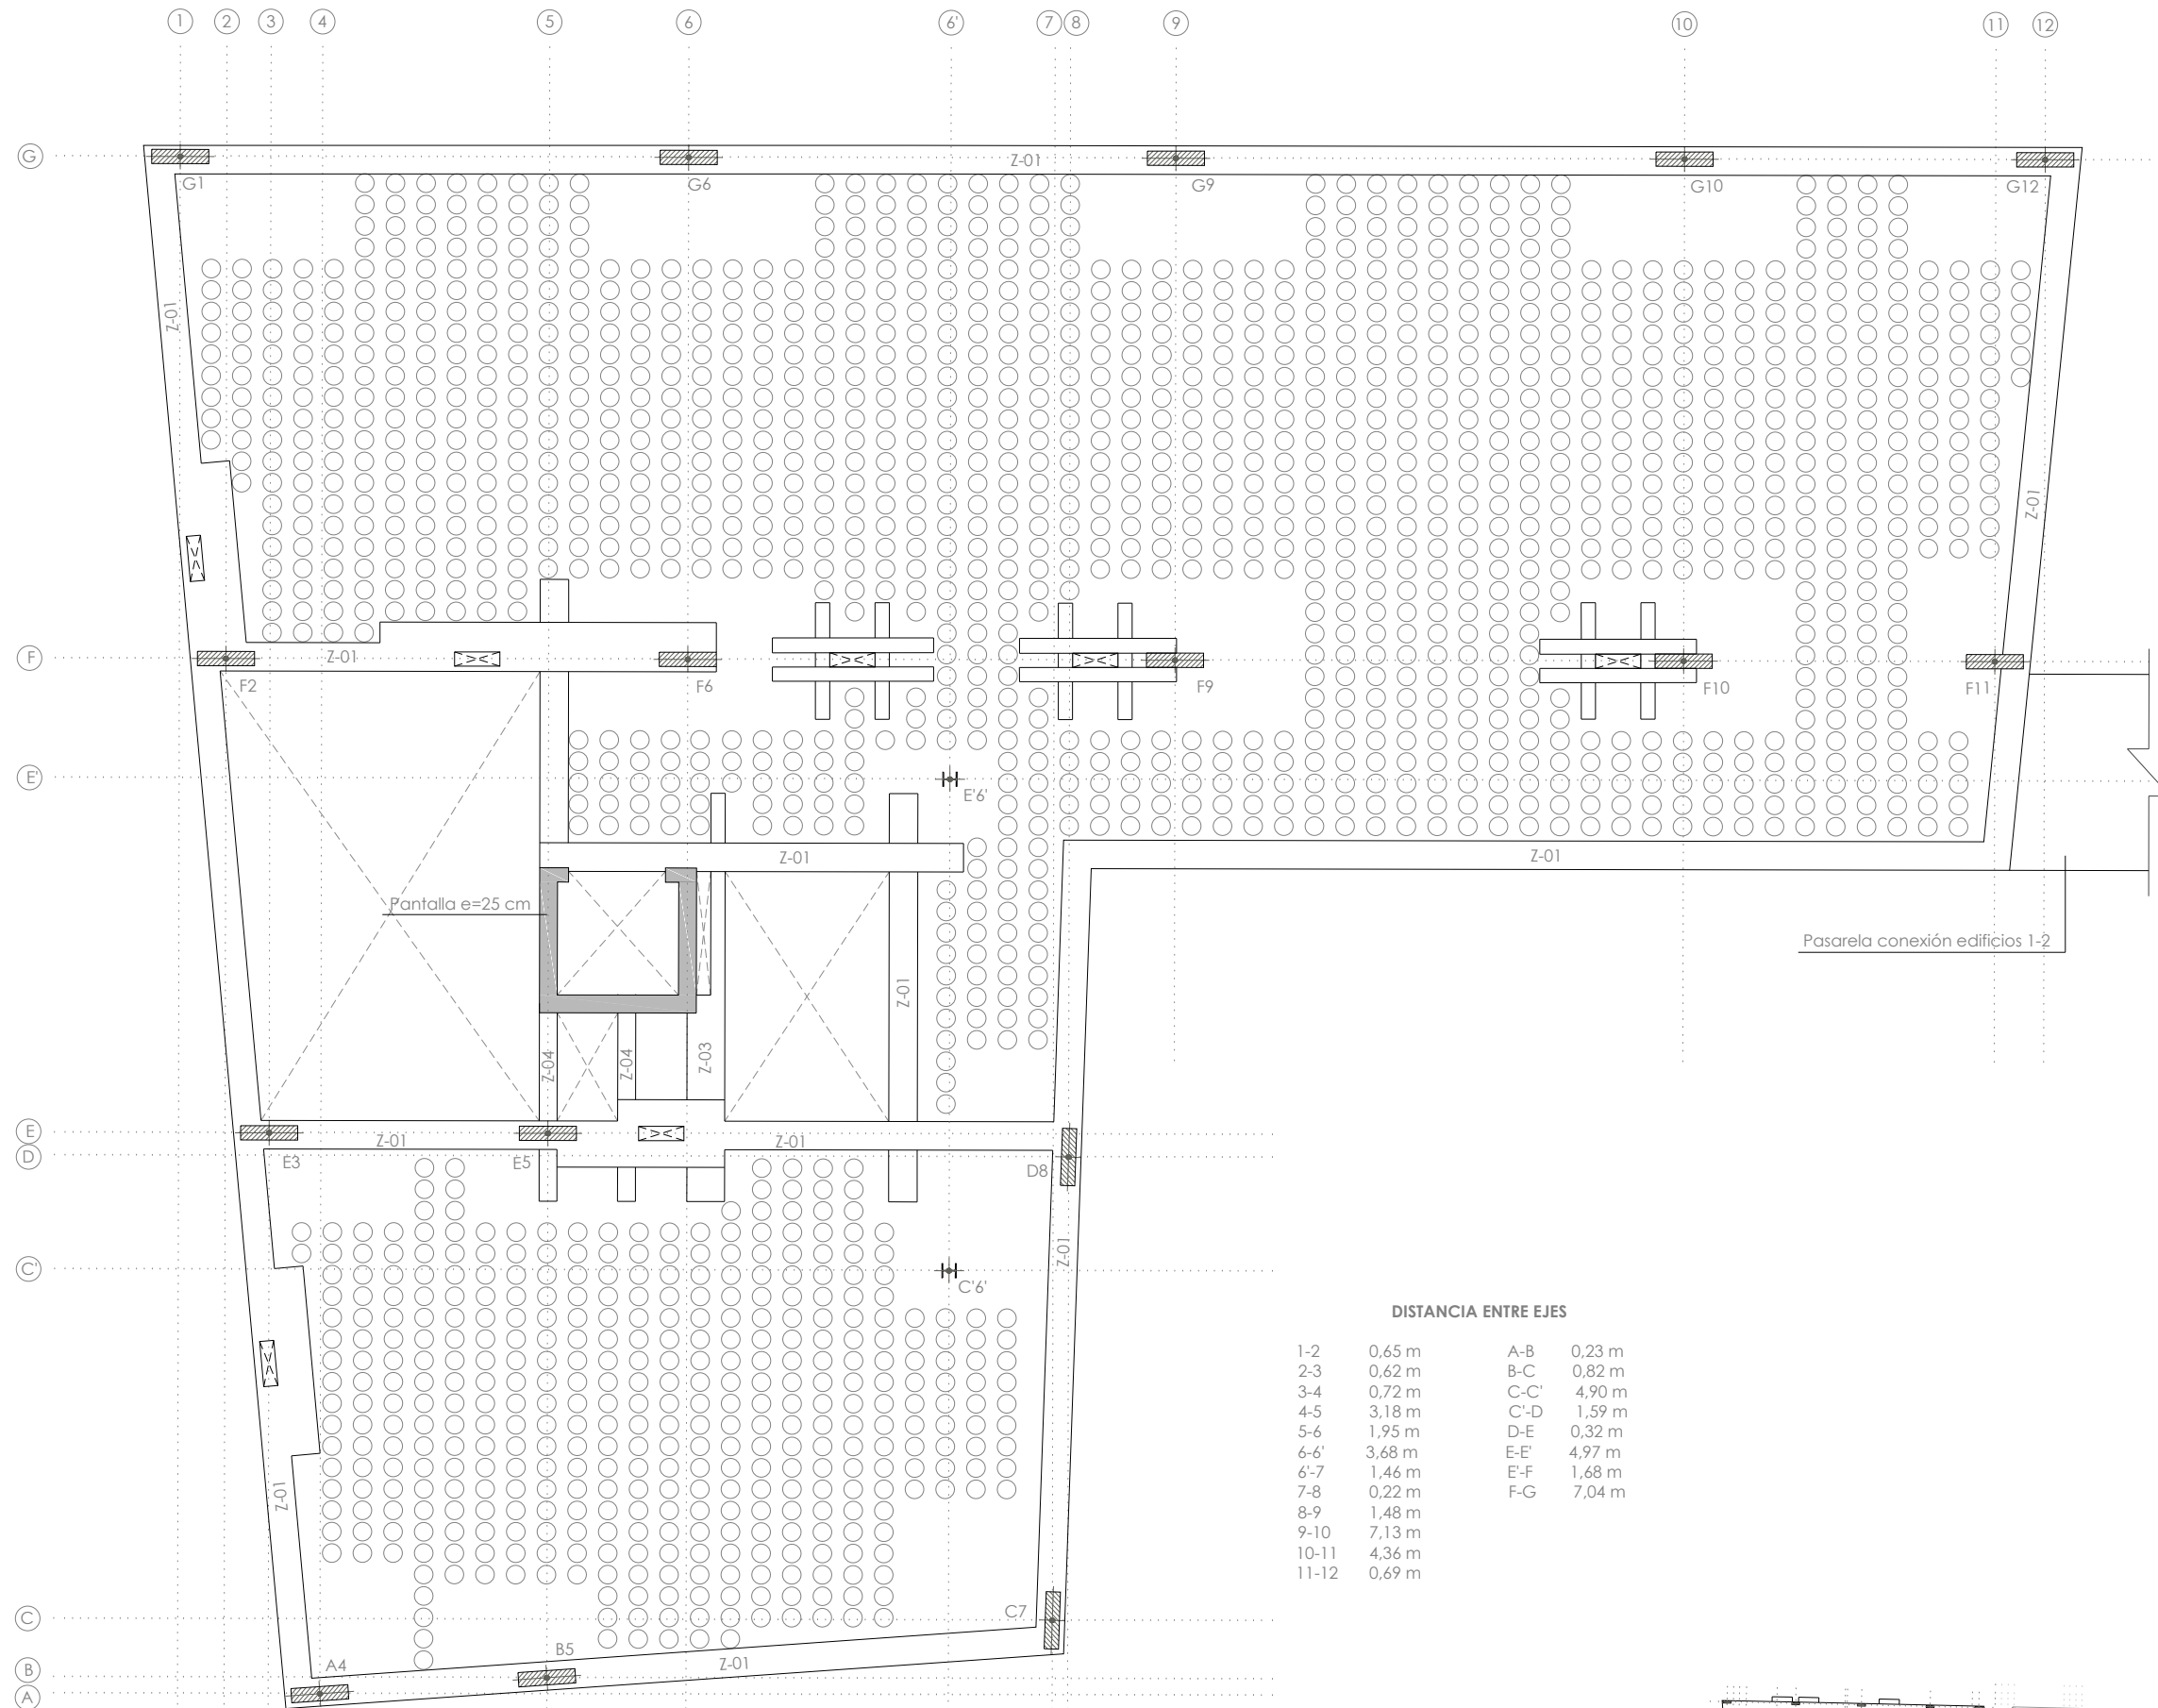 1 2 3 4 5 6 6' 7 8 9 10 11 12
G
Z-01
G1 G6 G9 G10 G12
Z-01
Z-01
F
Z-01
F2 F6 F9 F10 F11
E'
E'6'
Z-01 Z-01
Pantalla e=25 cm
Pasarela conexión edificios 1-2
Z-01
Z-04 Z-04 Z-03
E
Z-01 Z-01
D
E3 E5 D8
Z-01
C'
C'6'
DISTANCIA ENTRE EJES
1-2 0,65 m A-B 0,23 m
2-3 0,62 m B-C 0,82 m
3-4 0,72 m C-C' 4,90 m
4-5 3,18 m C'-D 1,59 m
5-6 1,95 m D-E 0,32 m
6-6' 3,68 m E-E' 4,97 m
6'-7 1,46 m E'-F 1,68 m
7-8 0,22 m F-G 7,04 m
8-9 1,48 m
9-10 7,13 m
10-11 4,36 m
11-12 0,69 m
Z-01
C
C7
B5
A4
Z-01
B
A